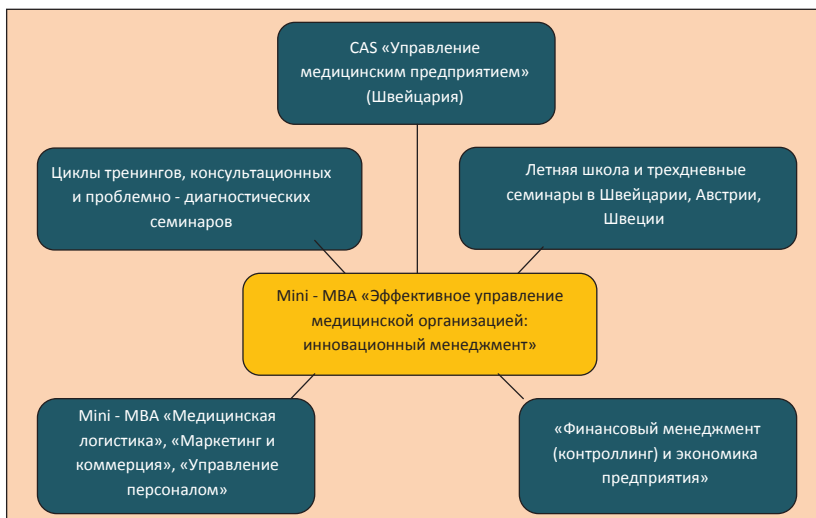 CAS «Управление
медицинским предприятием»
(Швейцария)
Циклы тренингов, консультационных
и проблемно - диагностических
семинаров
Летняя школа и трехдневные
семинары в Швейцарии, Австрии,
Швеции
Mini - MBA «Эффективное управление
медицинской организацией:
инновационный менеджмент»
Mini - MBA «Медицинская
логистика», «Маркетинг и
коммерция», «Управление
персоналом»
«Финансовый менеджмент
(контроллинг) и экономика
предприятия»